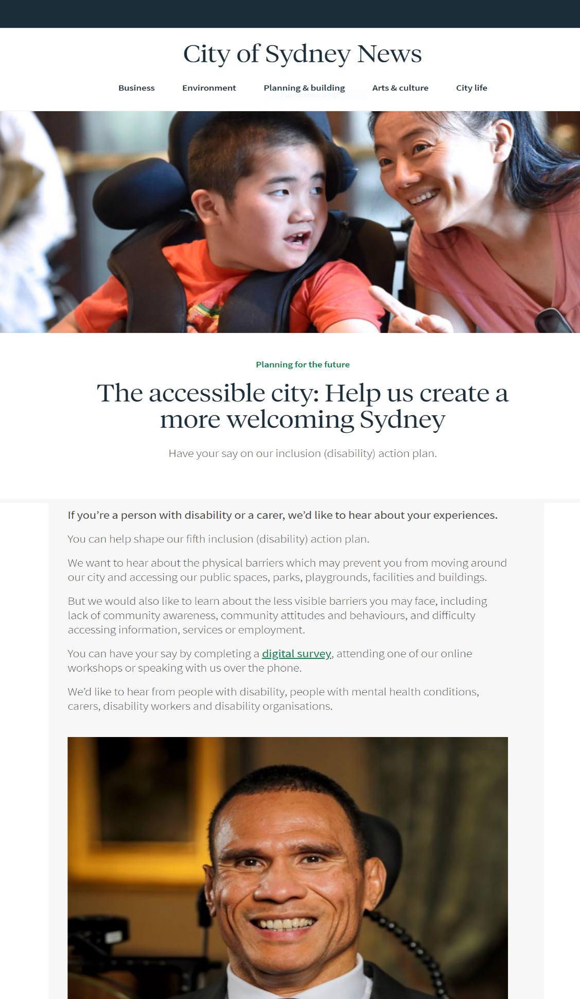 City of Sydney News
Business Environment Planning & building Arts & culture City life
Full-screen Snip
Planning for the future
The accessible city: Help us create a
more welcoming Sydney
Have your say on our inclusion (disability) action plan.
If you’re a person with disability or a carer, we’d like to hear about your experiences.
You can help shape our fifth inclusion (disability) action plan.
We want to hear about the physical barriers which may prevent you from moving around
our city and accessing our public spaces, parks, playgrounds, facilities and buildings.
But we would also like to learn about the less visible barriers you may face, including
lack of community awareness, community attitudes and behaviours, and difficulty
accessing information, services or employment.
You can have your say by completing a digital survey, attending one of our online
workshops or speaking with us over the phone.
We’d like to hear from people with disability, people with mental health conditions,
carers, disability workers and disability organisations.